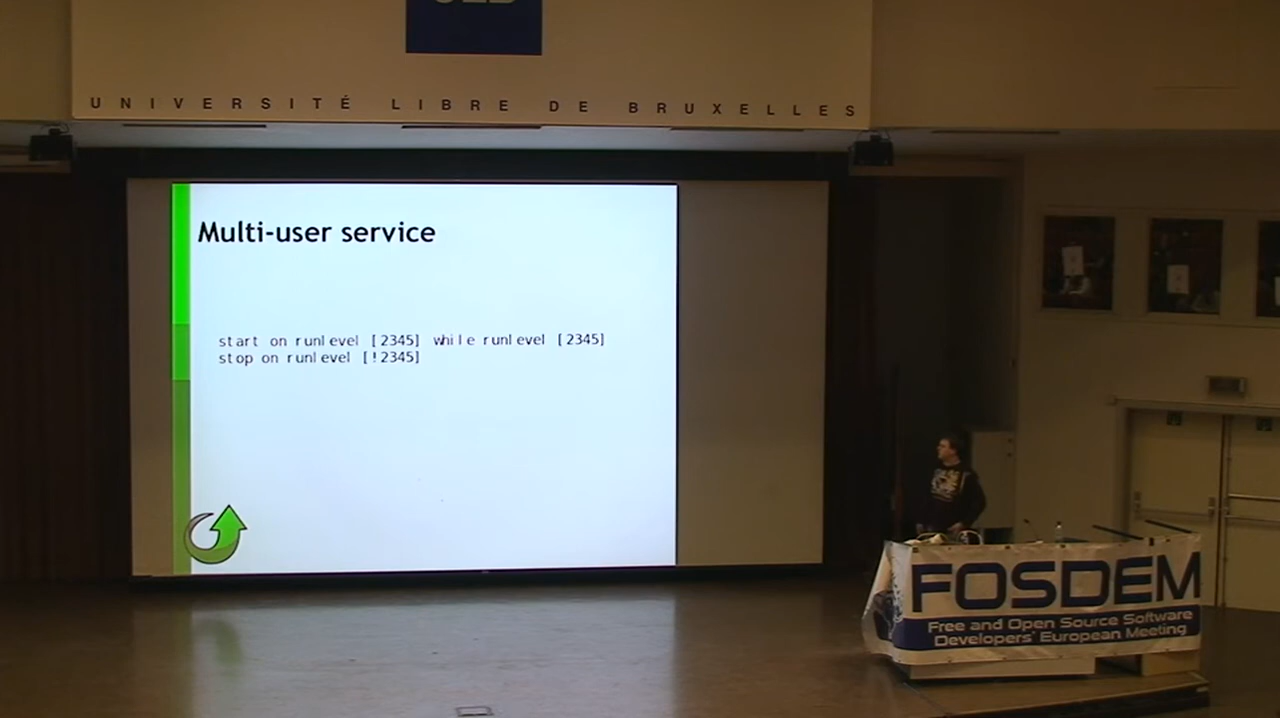 UNIVERSITÉ LIBRE DE BRUXELLES
Multi-user service
start on runlevel [2345] while runlevel [2345]
stop on runlevel [!2345]
FOSDEM
Free and Open Source Software
Developers' European Meeting